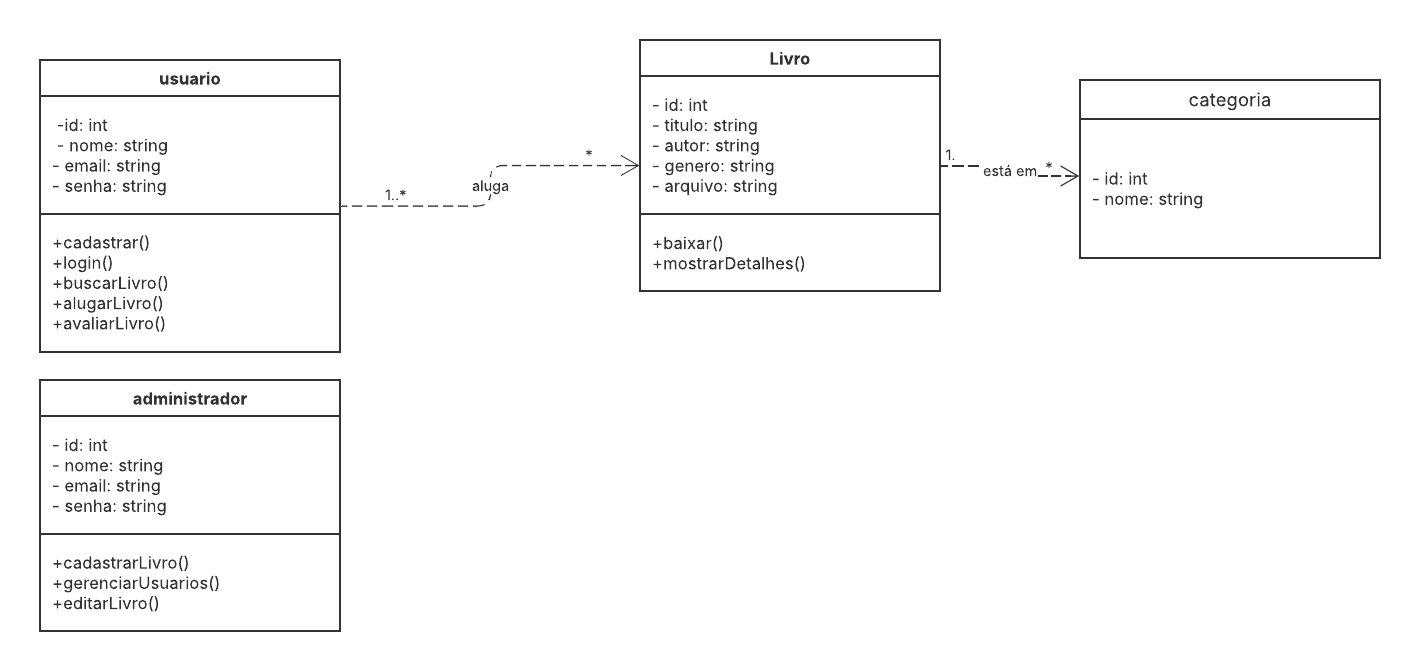 usuario
-id: int
- nome: string
- email: string
- senha: string
+cadastrar()
+login()
+buscarLivro()
+alugarLivro()
+avaliarLivro()
1..*
aluga
*
Livro
- id: int
- titulo: string
- autor: string
- genero: string
- arquivo: string
+baixar()
+mostrarDetalhes()
1.
está em
*
categoria
- id: int
- nome: string
administrador
- id: int
- nome: string
- email: string
- senha: string
+cadastrarLivro()
+gerenciarUsuarios()
+editarLivro()